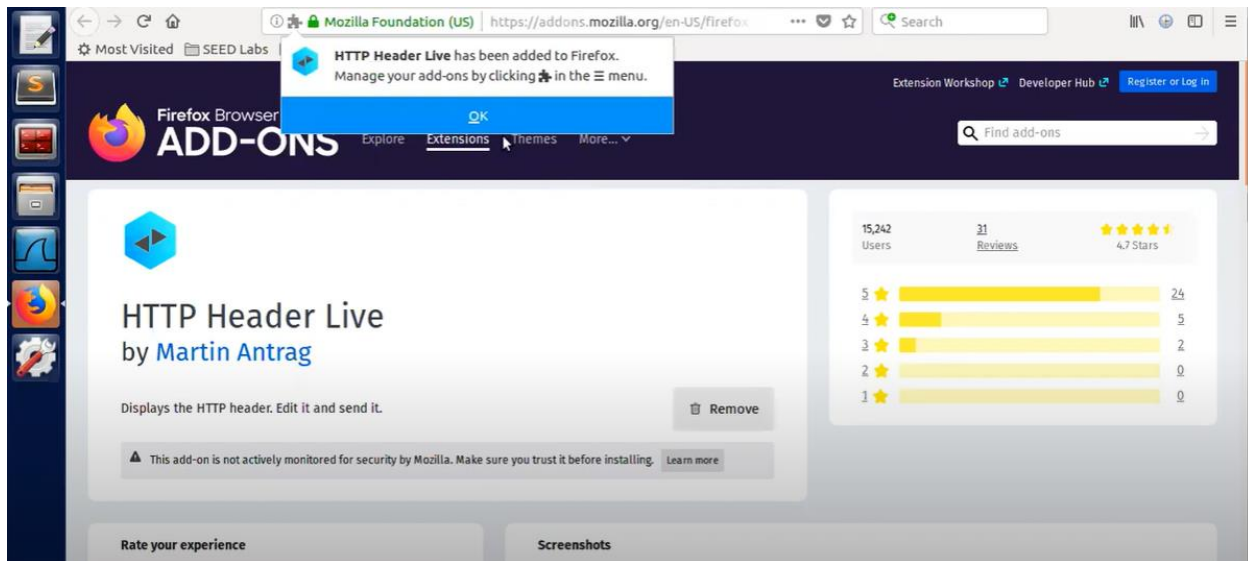 Mozilla Foundation (US) https://addons.mozilla.org/en-US/firefox
Search
Most Visited SEED Labs
HTTP Header Live has been added to Firefox.
Manage your add-ons by clicking in the ☰ menu.
OK
Extension Workshop Developer Hub Register or Log in
Firefox Browser
ADD-ONS
Explore Extensions Themes More...
Find add-ons
HTTP Header Live
by Martin Antrag
Displays the HTTP header. Edit it and send it.
Remove
This add-on is not actively monitored for security by Mozilla. Make sure you trust it before installing. Learn more
15,242 31
Users Reviews 4.7 Stars
5 24
4 5
3 2
2 0
1 0
Rate your experience
Screenshots